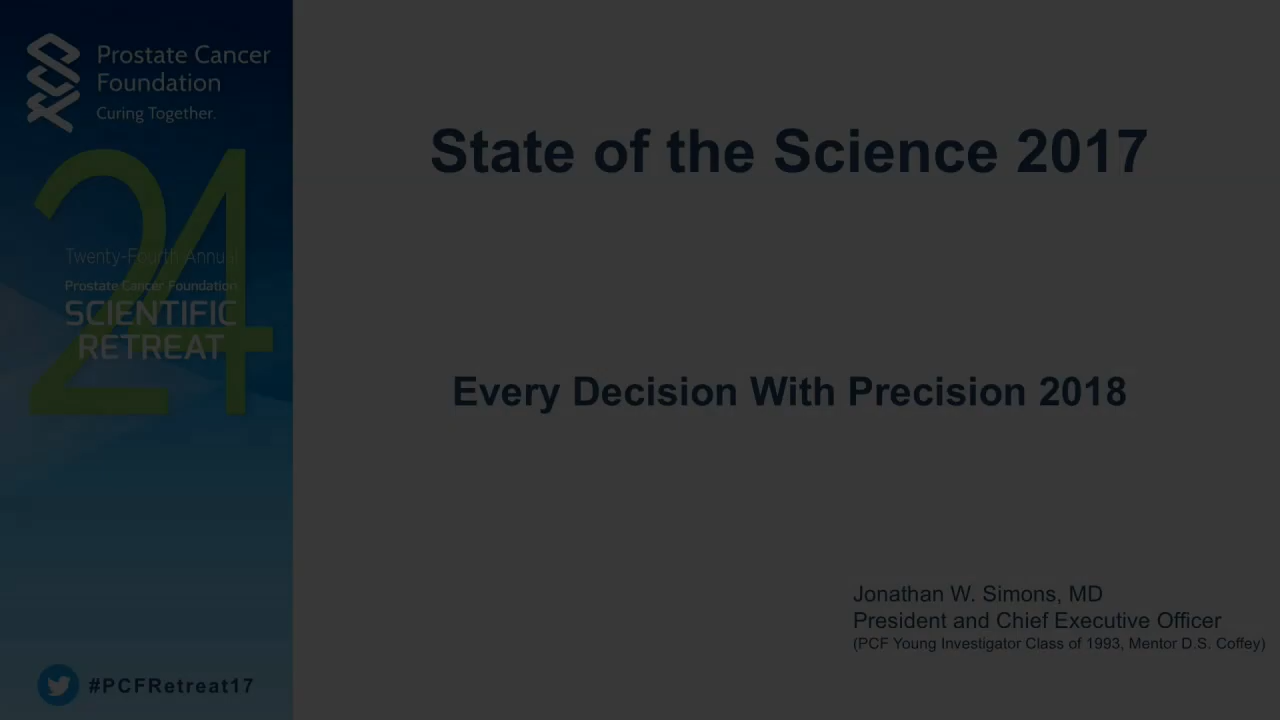 Prostate Cancer
Foundation
Curing Together.
24
Twenty-Fourth Annual
Prostate Cancer Foundation
SCIENTIFIC
RETREAT
#PCFRetreat17
State of the Science 2017
Every Decision With Precision 2018
Jonathan W. Simons, MD
President and Chief Executive Officer
(PCF Young Investigator Class of 1993, Mentor D.S. Coffey)